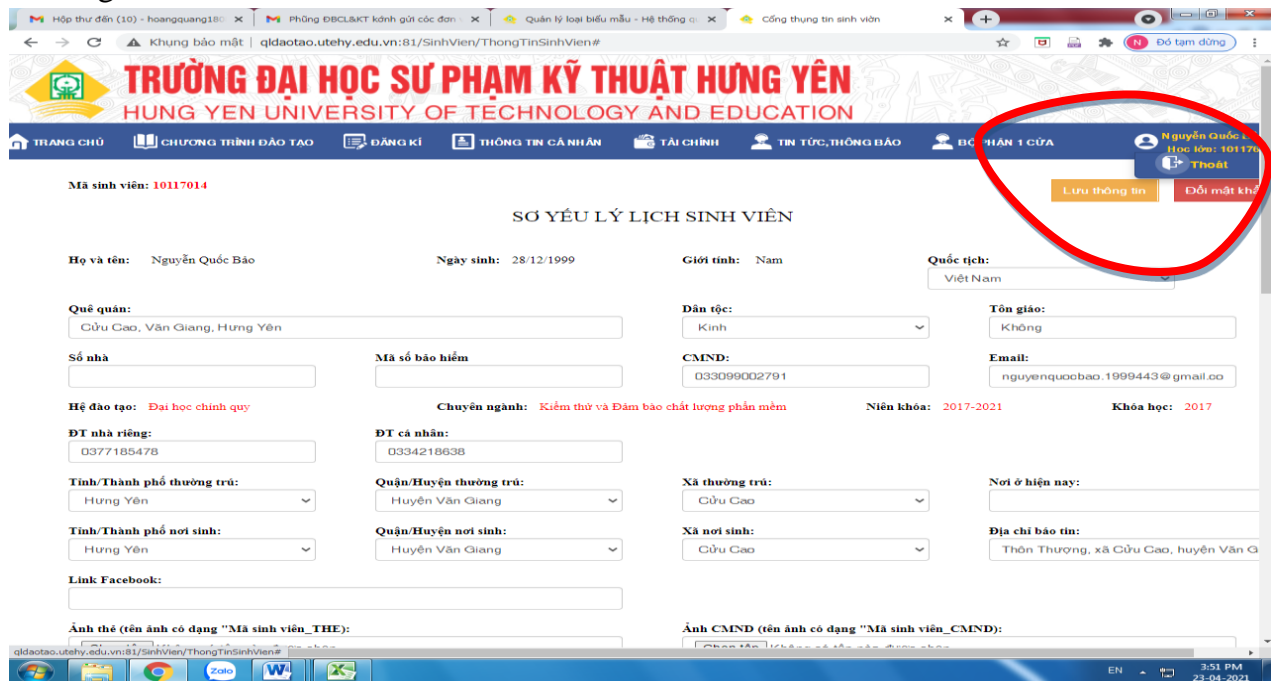 Hộp thư đến (10) - hoangquang180
Phũng ĐBCL&KT kớnh gửi cóc đơn
Quản lý loại biểu mẫu - Hệ thống q
Cổng thụng tin sinh viờn
Khụng bảo mật | qldaotao.utehy.edu.vn:81/SinhVien/ThongTinSinhVien#
N Đó tạm dừng
TRƯỜNG ĐẠI HỌC SƯ PHẠM KỸ THUẬT HƯNG YÊN
HUNG YEN UNIVERSITY OF TECHNOLOGY AND EDUCATION
TRANG CHỦ CHƯƠNG TRÌNH ĐÀO TẠO ĐĂNG KÍ THÔNG TIN CÁ NHÂN TÀI CHÍNH TIN TỨC,THÔNG BÁO BỘ PHẬN 1 CỬA Nguyễn Quốc
Học lớn: 101170
Thoát
Mã sinh viên: 10117014
Lưu thông tin Đổi mật khẩ
SƠ YẾU LÝ LỊCH SINH VIÊN
Họ và tên: Nguyễn Quốc Bảo Ngày sinh: 28/12/1999 Giới tính: Nam Quốc tịch:
Việt Nam
Quê quán: Dân tộc: Tôn giáo:
Cửu Cao, Văn Giang, Hưng Yên Kinh Không
Số nhà Mã số bảo hiểm CMND: Email:
033099002791 nguyenquocbao.1999443@gmail.co
Hệ đào tạo: Đại học chính quy Chuyên ngành: Kiểm thử và Đảm bảo chất lượng phần mềm Niên khóa: 2017-2021 Khóa học: 2017
ĐT nhà riêng: ĐT cá nhân:
0377185478 0334218638
Tỉnh/Thành phố thường trú: Quận/Huyện thường trú: Xã thường trú: Nơi ở hiện nay:
Hưng Yên Huyện Văn Giang Cửu Cao
Tỉnh/Thành phố nơi sinh: Quận/Huyện nơi sinh: Xã nơi sinh: Địa chỉ báo tin:
Hưng Yên Huyện Văn Giang Cửu Cao Thôn Thượng, xã Cửu Cao, huyện Văn G
Link Facebook:
Ảnh thẻ (tên ảnh có dạng "Mã sinh viên_THE): Ảnh CMND (tên ảnh có dạng "Mã sinh viên_CMND):
qldaotao.utehy.edu.vn:81/SinhVien/ThongTinSinhVien#
Zalo EN 3:51 PM
23-04-2021